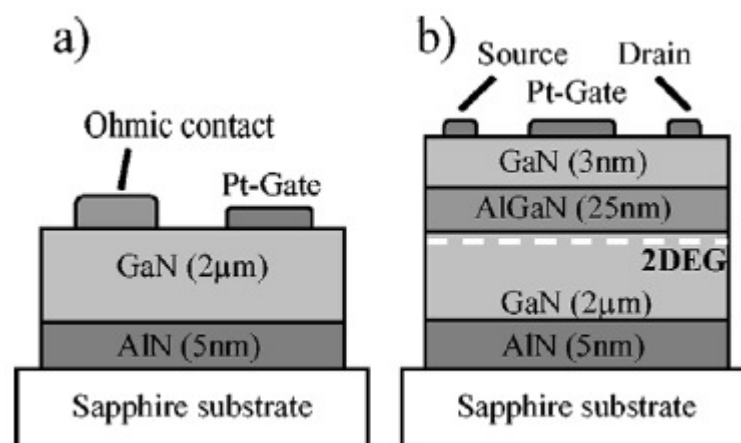 a)
Ohmic contact
Pt-Gate
GaN (2μm)
AlN (5nm)
Sapphire substrate
b)
Source
Drain
Pt-Gate
GaN (3nm)
AlGaN (25nm)
2DEG
GaN (2μm)
AlN (5nm)
Sapphire substrate